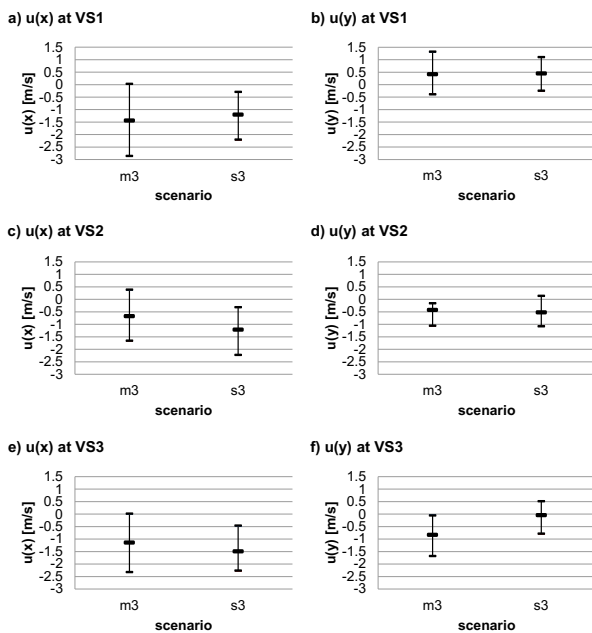 a) u(x) at VS1
u(x) [m/s]
1.5
1
0.5
0
-0.5
-1
-1.5
-2
-2.5
-3
m3 s3
scenario
b) u(y) at VS1
u(y) [m/s]
1.5
1
0.5
0
-0.5
-1
-1.5
-2
-2.5
-3
m3 s3
scenario
c) u(x) at VS2
u(x) [m/s]
1.5
1
0.5
0
-0.5
-1
-1.5
-2
-2.5
-3
m3 s3
scenario
d) u(y) at VS2
u(y) [m/s]
1.5
1
0.5
0
-0.5
-1
-1.5
-2
-2.5
-3
m3 s3
scenario
e) u(x) at VS3
u(x) [m/s]
1.5
1
0.5
0
-0.5
-1
-1.5
-2
-2.5
-3
m3 s3
scenario
f) u(y) at VS3
u(y) [m/s]
1.5
1
0.5
0
-0.5
-1
-1.5
-2
-2.5
-3
m3 s3
scenario